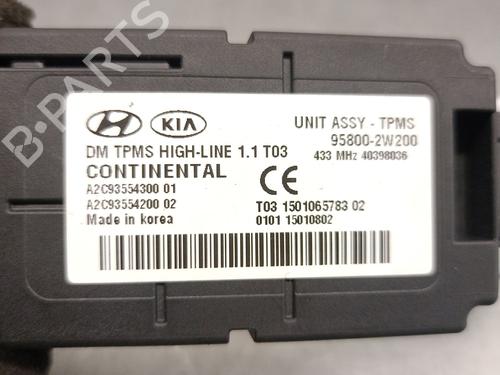 B-PARTS
KIA
UNIT ASSY - TPMS
95800-2W200
DM TPMS HIGH-LINE 1.1 T03
433 MHz 40398036
CONTINENTAL
A2C93554300 01
A2C93554200 02
CE
Made in korea
T03 1501065783 02
0101 15010802